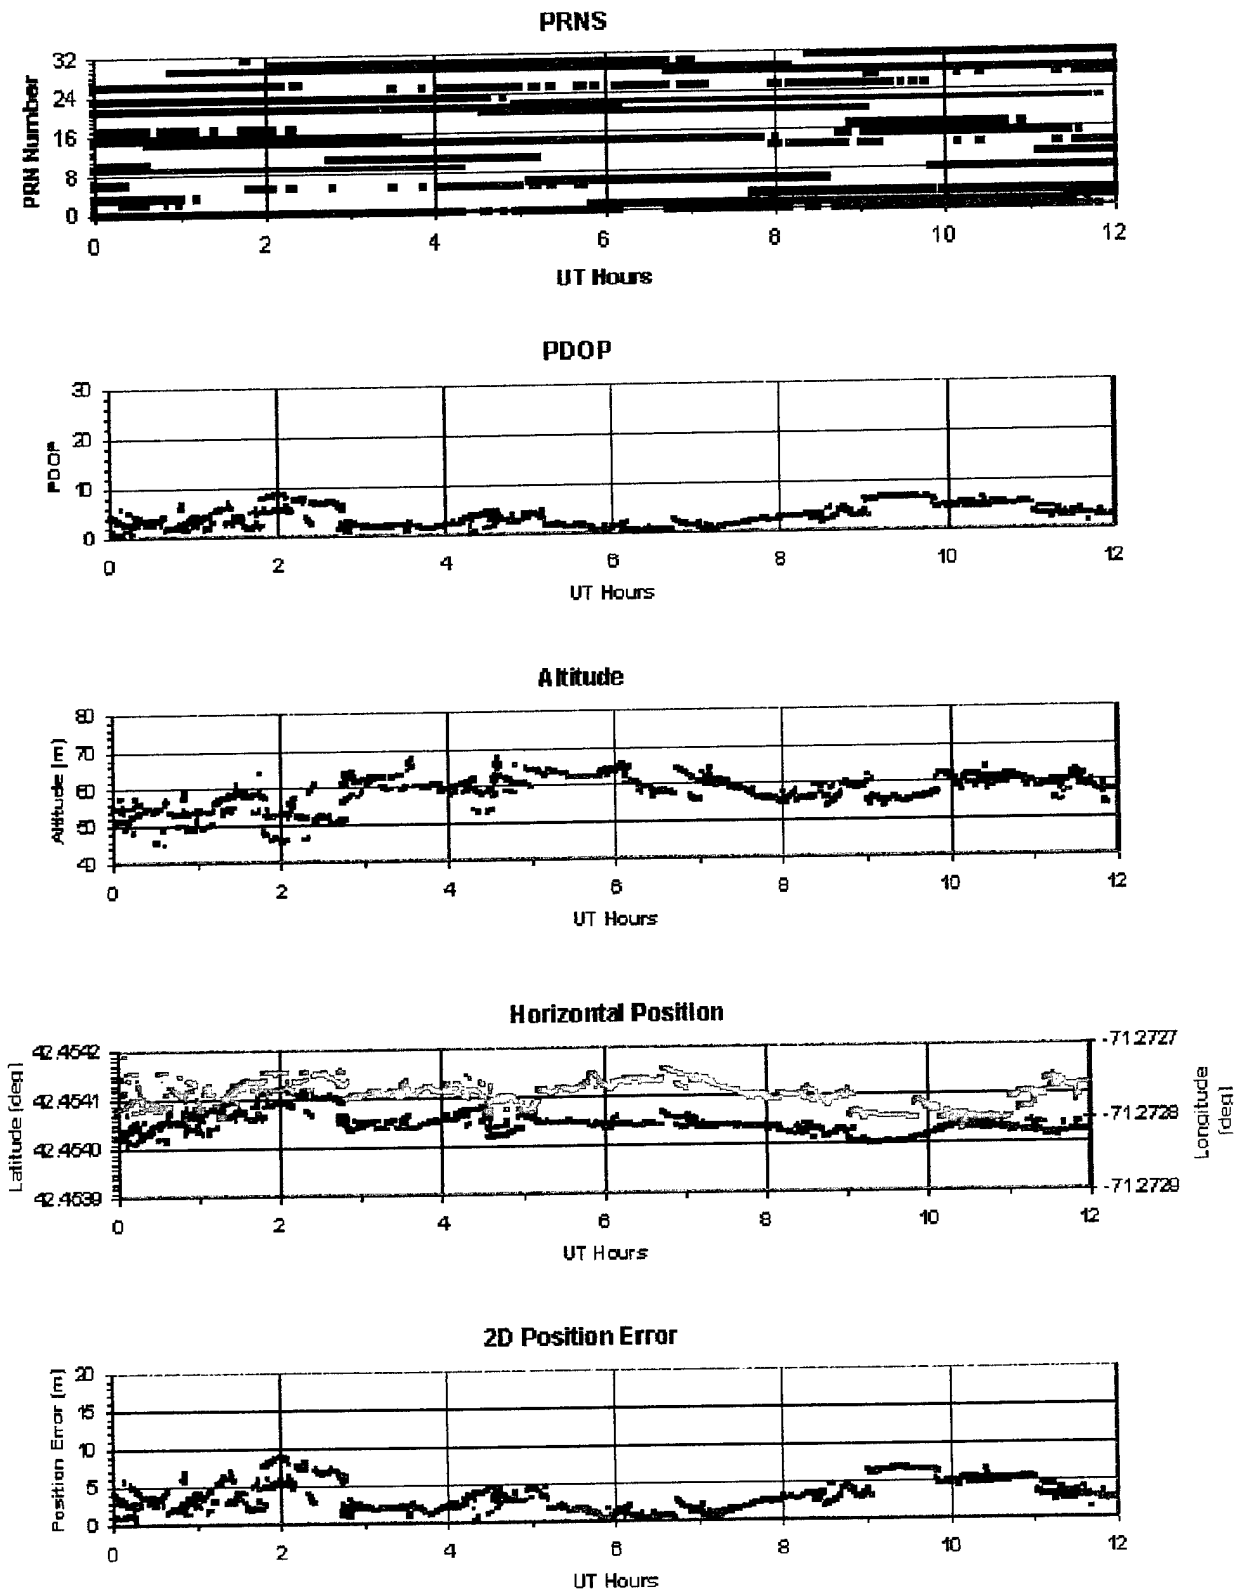 PRNS
PRN Number
32
24
16
8
0
0 2 4 6 8 10 12
UT Hours
PDOP
PDOP
30
20
10
0
0 2 4 6 8 10 12
UT Hours
Altitude
Altitude (m)
80
70
60
50
40
0 2 4 6 8 10 12
UT Hours
Horizontal Position
Latitude (deg)
42.4542
42.4541
42.4540
42.4539
-71.2727
-71.2728
-71.2729
Longitude
(deg)
0 2 4 6 8 10 12
UT Hours
2D Position Error
Position Error (m)
20
15
10
5
0
0 2 4 6 8 10 12
UT Hours